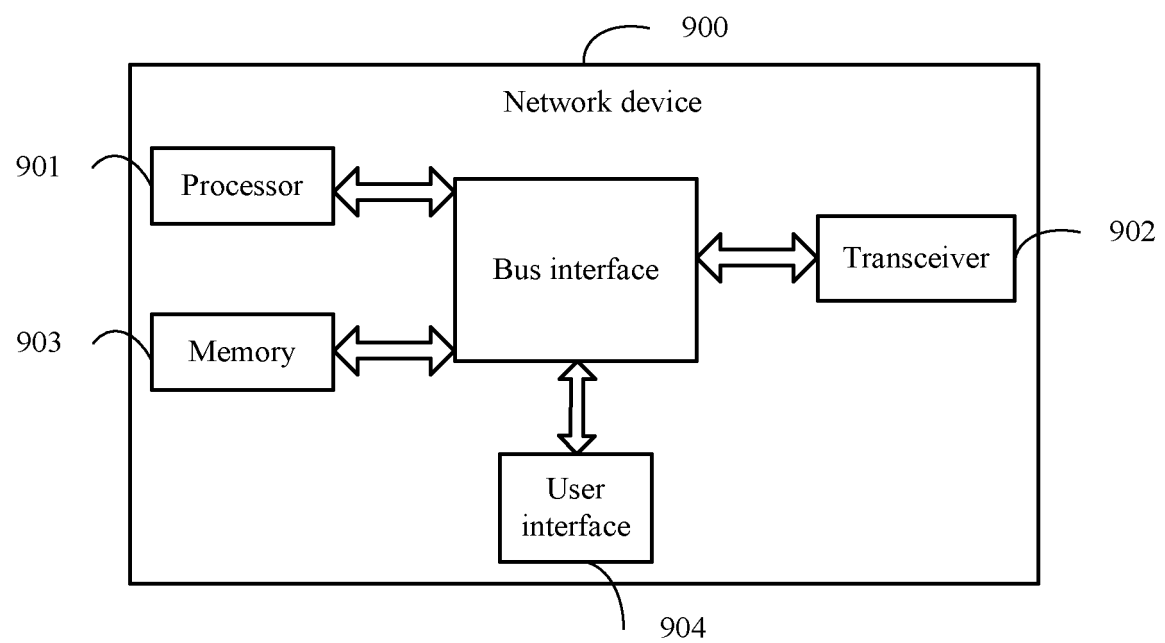 900
Network device
901
Processor
Bus interface
Transceiver
902
903
Memory
User
interface
904